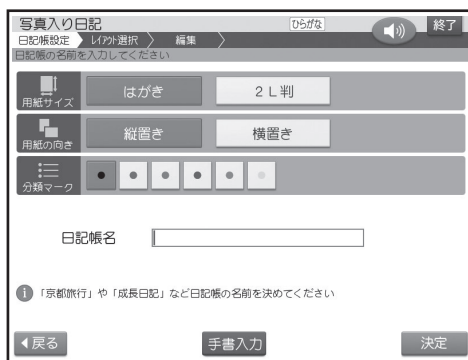 写真入り日記
ひらがな
終了
日記帳設定 レイアウト選択 編集
日記帳の名前を入力してください
用紙サイズ はがき 2L判
用紙の向き 縦置き 横置き
分類マーク
日記帳名
「京都旅行」や「成長日記」など日記帳の名前を決めてください
戻る 手書入力 決定